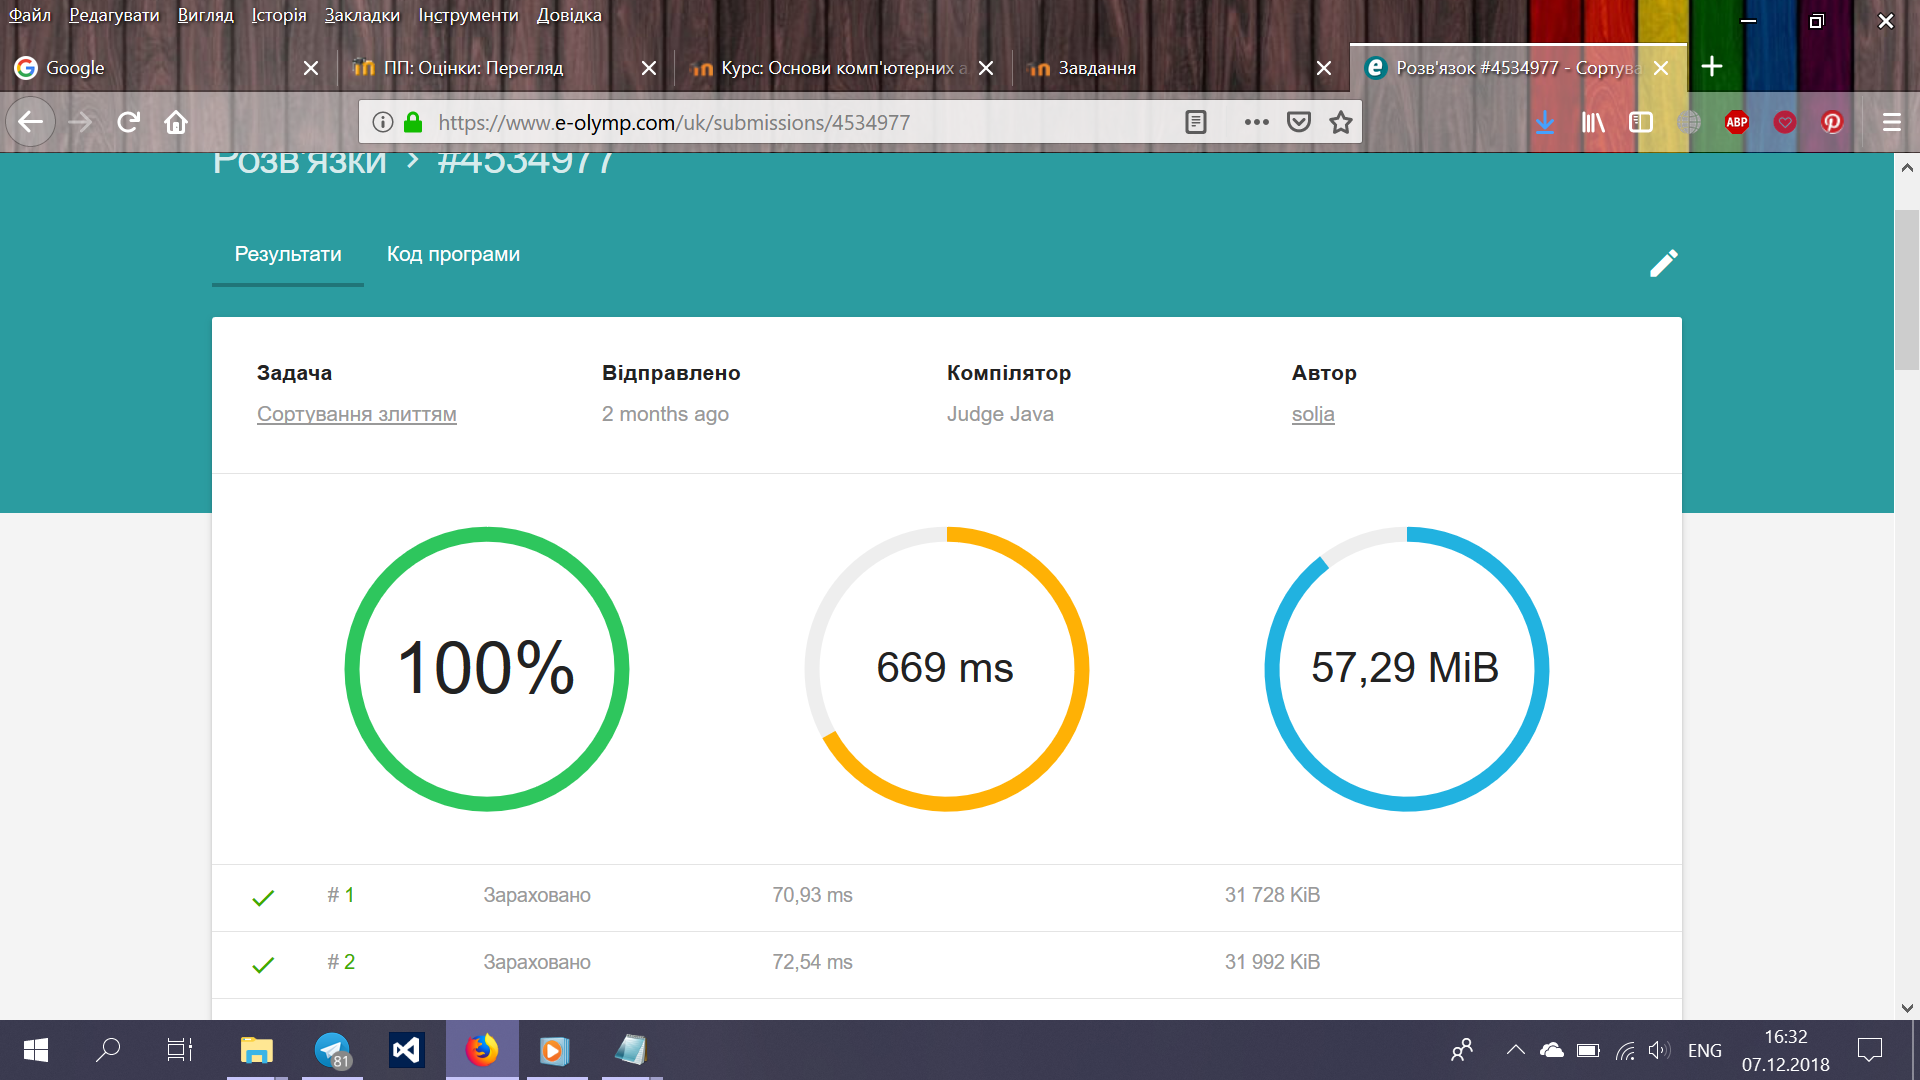 Файл Редагувати Вигляд Історія Закладки Інструменти Довідка
Google ПП: Оцінки: Перегляд Курс: Основи комп'ютерних а Завдання Розв'язок #4534977 - Сортува
https://www.e-olymp.com/uk/submissions/4534977
ABP
Розв'язки > #4534977
Результати Код програми
Задача Відправлено Компілятор Автор
Сортування злиттям 2 months ago Judge Java solja
100% 669 ms 57,29 MiB
# 1 Зараховано 70,93 ms 31 728 KiB
# 2 Зараховано 72,54 ms 31 992 KiB
81 ENG 16:32
07.12.2018